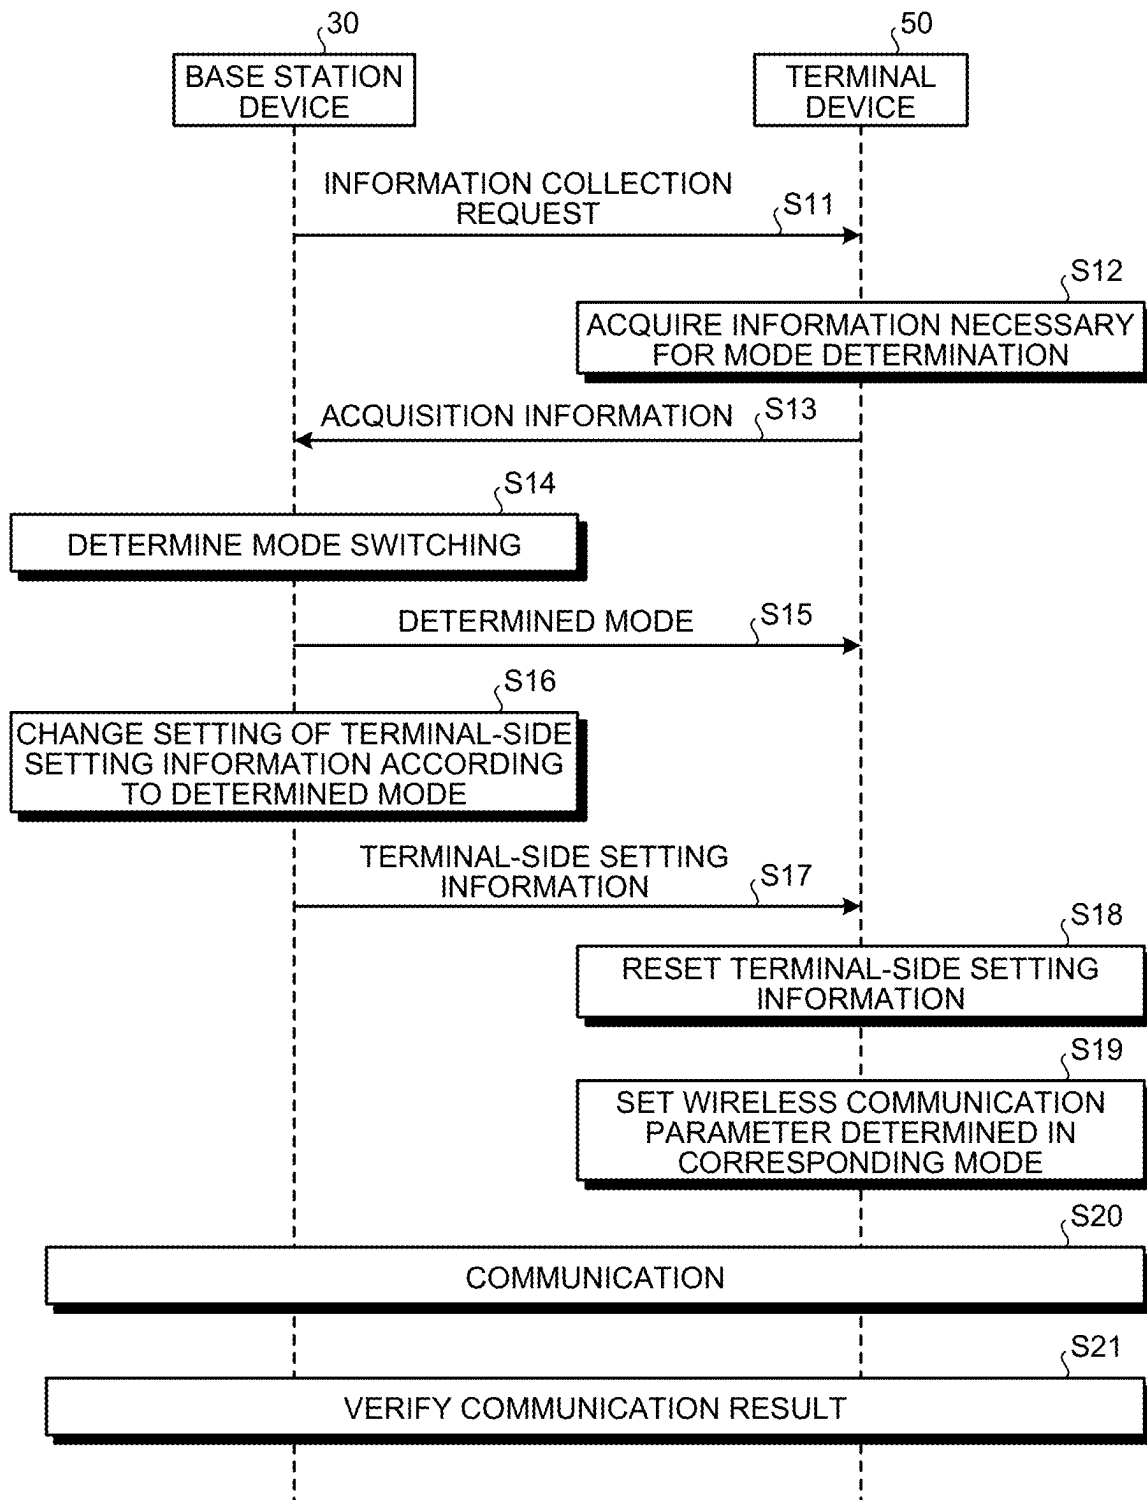 30
BASE STATION
DEVICE
50
TERMINAL
DEVICE
INFORMATION COLLECTION
REQUEST
S11
S12
ACQUIRE INFORMATION NECESSARY
FOR MODE DETERMINATION
ACQUISITION INFORMATION
S13
S14
DETERMINE MODE SWITCHING
DETERMINED MODE
S15
S16
CHANGE SETTING OF TERMINAL-SIDE
SETTING INFORMATION ACCORDING
TO DETERMINED MODE
TERMINAL-SIDE SETTING
INFORMATION
S17
S18
RESET TERMINAL-SIDE SETTING
INFORMATION
S19
SET WIRELESS COMMUNICATION
PARAMETER DETERMINED IN
CORRESPONDING MODE
S20
COMMUNICATION
S21
VERIFY COMMUNICATION RESULT